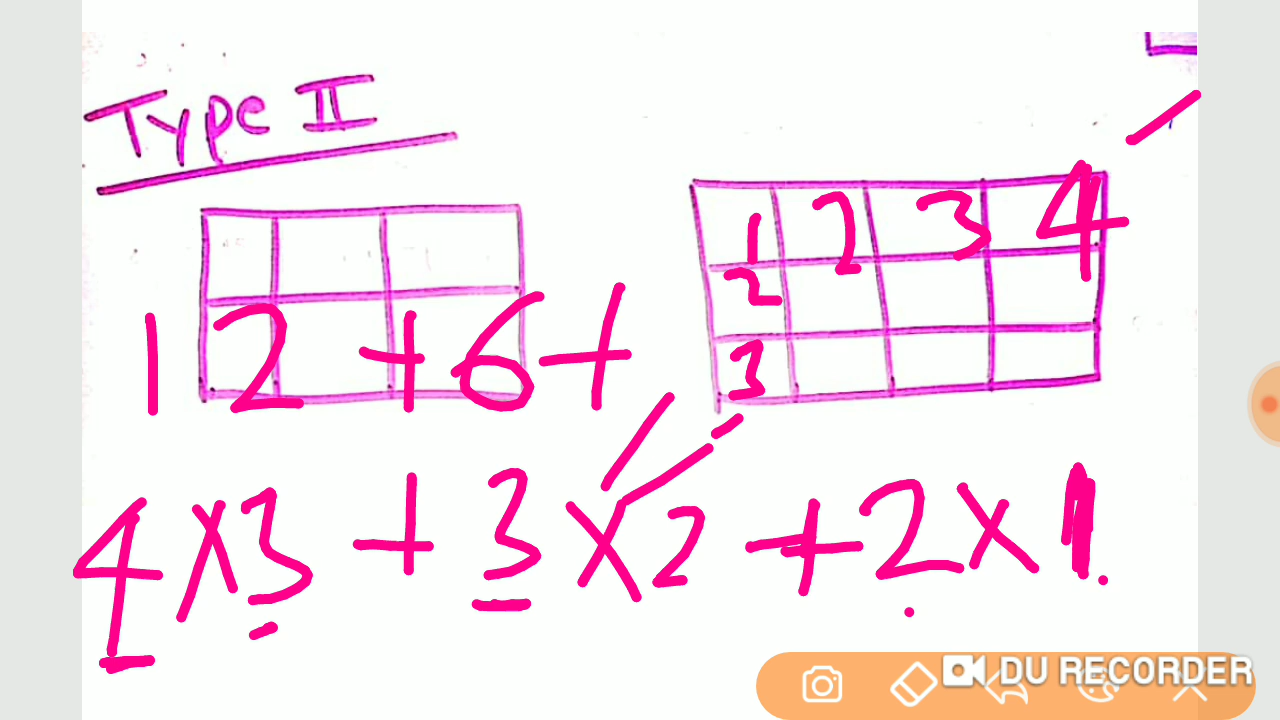 Type II
1 2 3 4
2
3
12 + 6 +
4 x 3 + 3 x 2 + 2 x 1
DU RECORDER